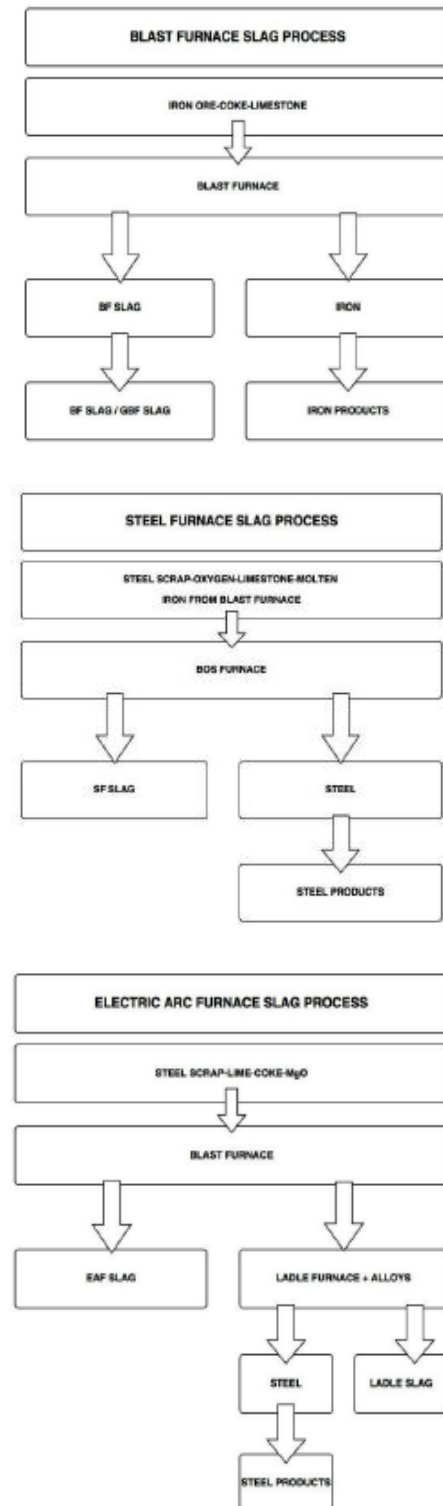 BLAST FURNACE SLAG PROCESS
IRON ORE-COKE-LIMESTONE
BLAST FURNACE
BF SLAG
IRON
BF SLAG / GBF SLAG
IRON PRODUCTS
STEEL FURNACE SLAG PROCESS
STEEL SCRAP-OXYGEN-LIMESTONE-MOLTEN
IRON FROM BLAST FURNACE
BOS FURNACE
SF SLAG
STEEL
STEEL PRODUCTS
ELECTRIC ARC FURNACE SLAG PROCESS
STEEL SCRAP-LIME-COKE-MgO
BLAST FURNACE
EAF SLAG
LADLE FURNACE + ALLOYS
STEEL
LADLE SLAG
STEEL PRODUCTS